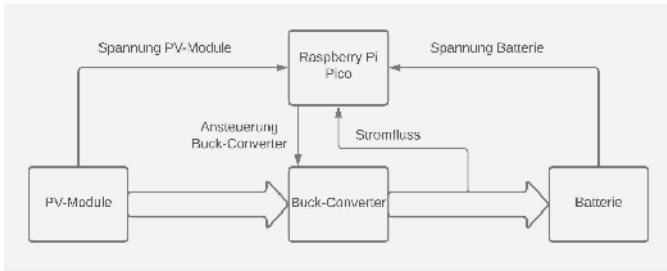 Spannung PV-Module
Raspberry Pi
Pico
Spannung Batterie
Ansteuerung
Buck-Converter
Stromfluss
PV-Module
Buck-Converter
Batterie